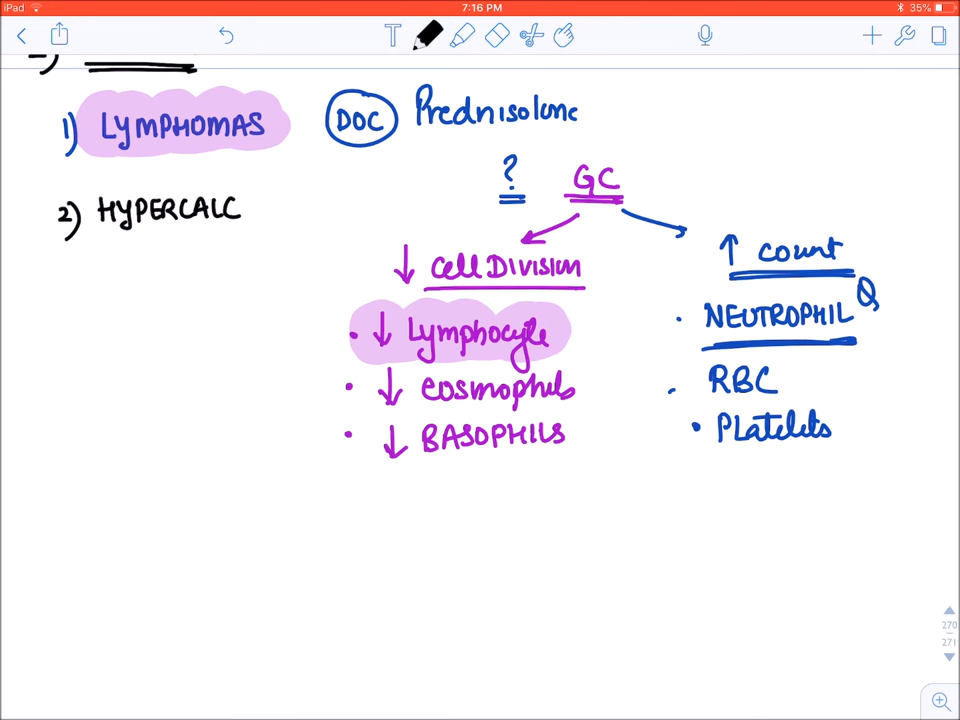 iPad 7:16 PM 35%
T
1) LYMPHOMAS DOC Prednisolone
? GC
2) HYPERCALC
↓ Cell DIVISION
↑ count
• ↓ Lymphocyte
• NEUTROPHIL Q
• ↓ eosmophils
• RBC
• ↓ BASOPHILS
• Platelets
270
271